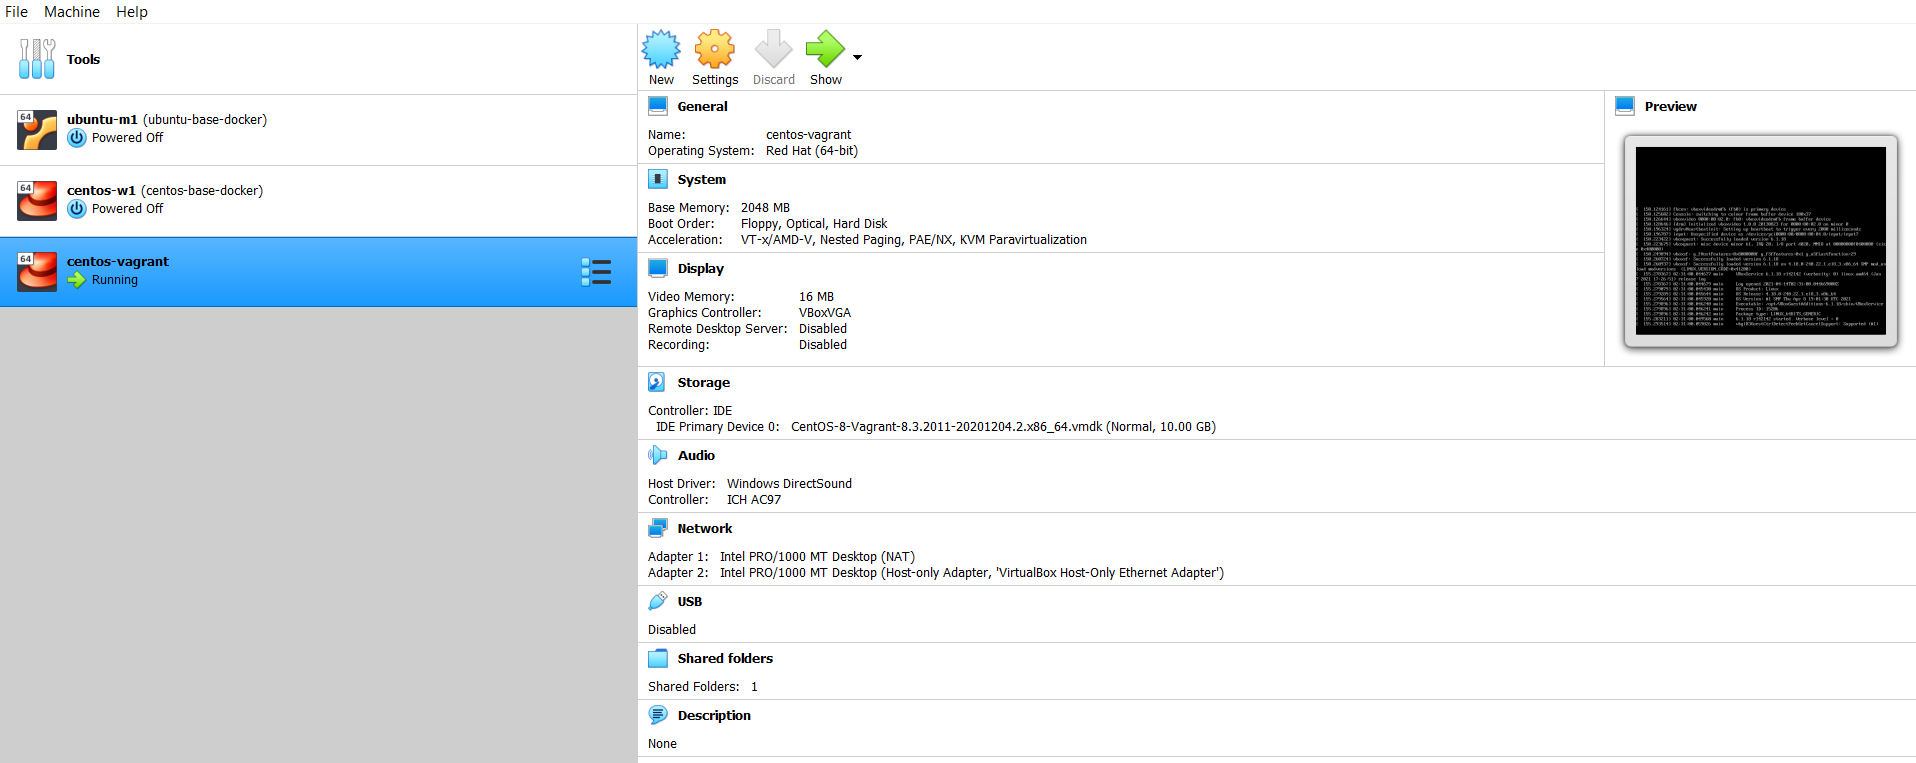 File Machine Help
Tools
64
ubuntu-m1 (ubuntu-base-docker)
Powered Off
64
centos-w1 (centos-base-docker)
Powered Off
64
centos-vagrant
Running
New Settings Discard Show
General
Name: centos-vagrant
Operating System: Red Hat (64-bit)
System
Base Memory: 2048 MB
Boot Order: Floppy, Optical, Hard Disk
Acceleration: VT-x/AMD-V, Nested Paging, PAE/NX, KVM Paravirtualization
Display
Video Memory: 16 MB
Graphics Controller: VBoxVGA
Remote Desktop Server: Disabled
Recording: Disabled
Storage
Controller: IDE
IDE Primary Device 0: CentOS-8-Vagrant-8.3.2011-20201204.2.x86_64.vmdk (Normal, 10.00 GB)
Audio
Host Driver: Windows DirectSound
Controller: ICH AC97
Network
Adapter 1: Intel PRO/1000 MT Desktop (NAT)
Adapter 2: Intel PRO/1000 MT Desktop (Host-only Adapter, 'VirtualBox Host-Only Ethernet Adapter')
USB
Disabled
Shared folders
Shared Folders: 1
Description
None
Preview